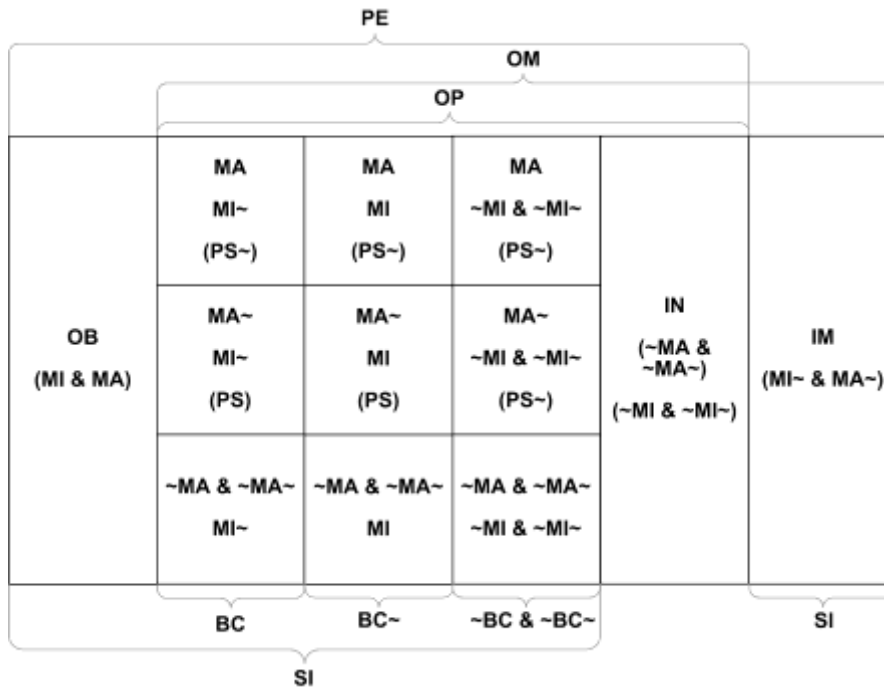 PE
OM
OP
OB
(MI & MA)
MA
MI~
(PS~)
MA
MI
(PS~)
MA
~MI & ~MI~
(PS~)
MA~
MI~
(PS)
MA~
MI
(PS)
MA~
~MI & ~MI~
(PS~)
~MA & ~MA~
MI~
~MA & ~MA~
MI
~MA & ~MA~
~MI & ~MI~
IN
(~MA &
~MA~)
(~MI & ~MI~)
IM
(MI~ & MA~)
BC
BC~
~BC & ~BC~
SI
SI